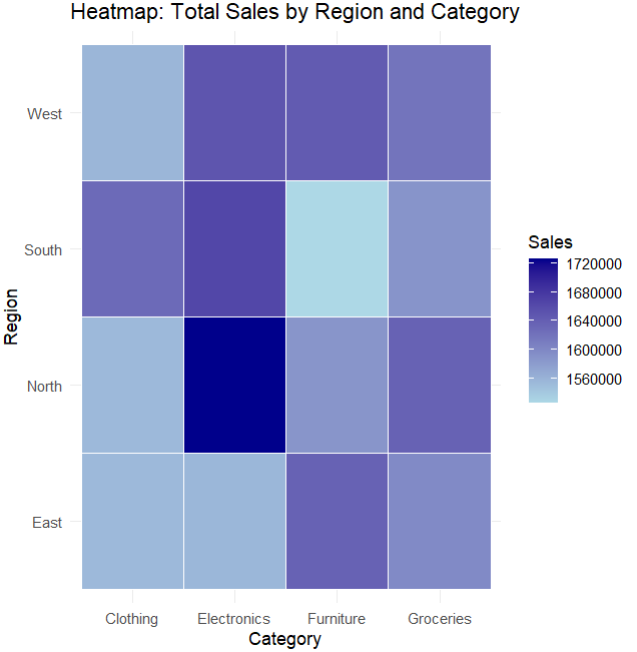 Heatmap: Total Sales by Region and Category
West
South
North
East
Region
Clothing Electronics Furniture Groceries
Category
Sales
1720000
1680000
1640000
1600000
1560000